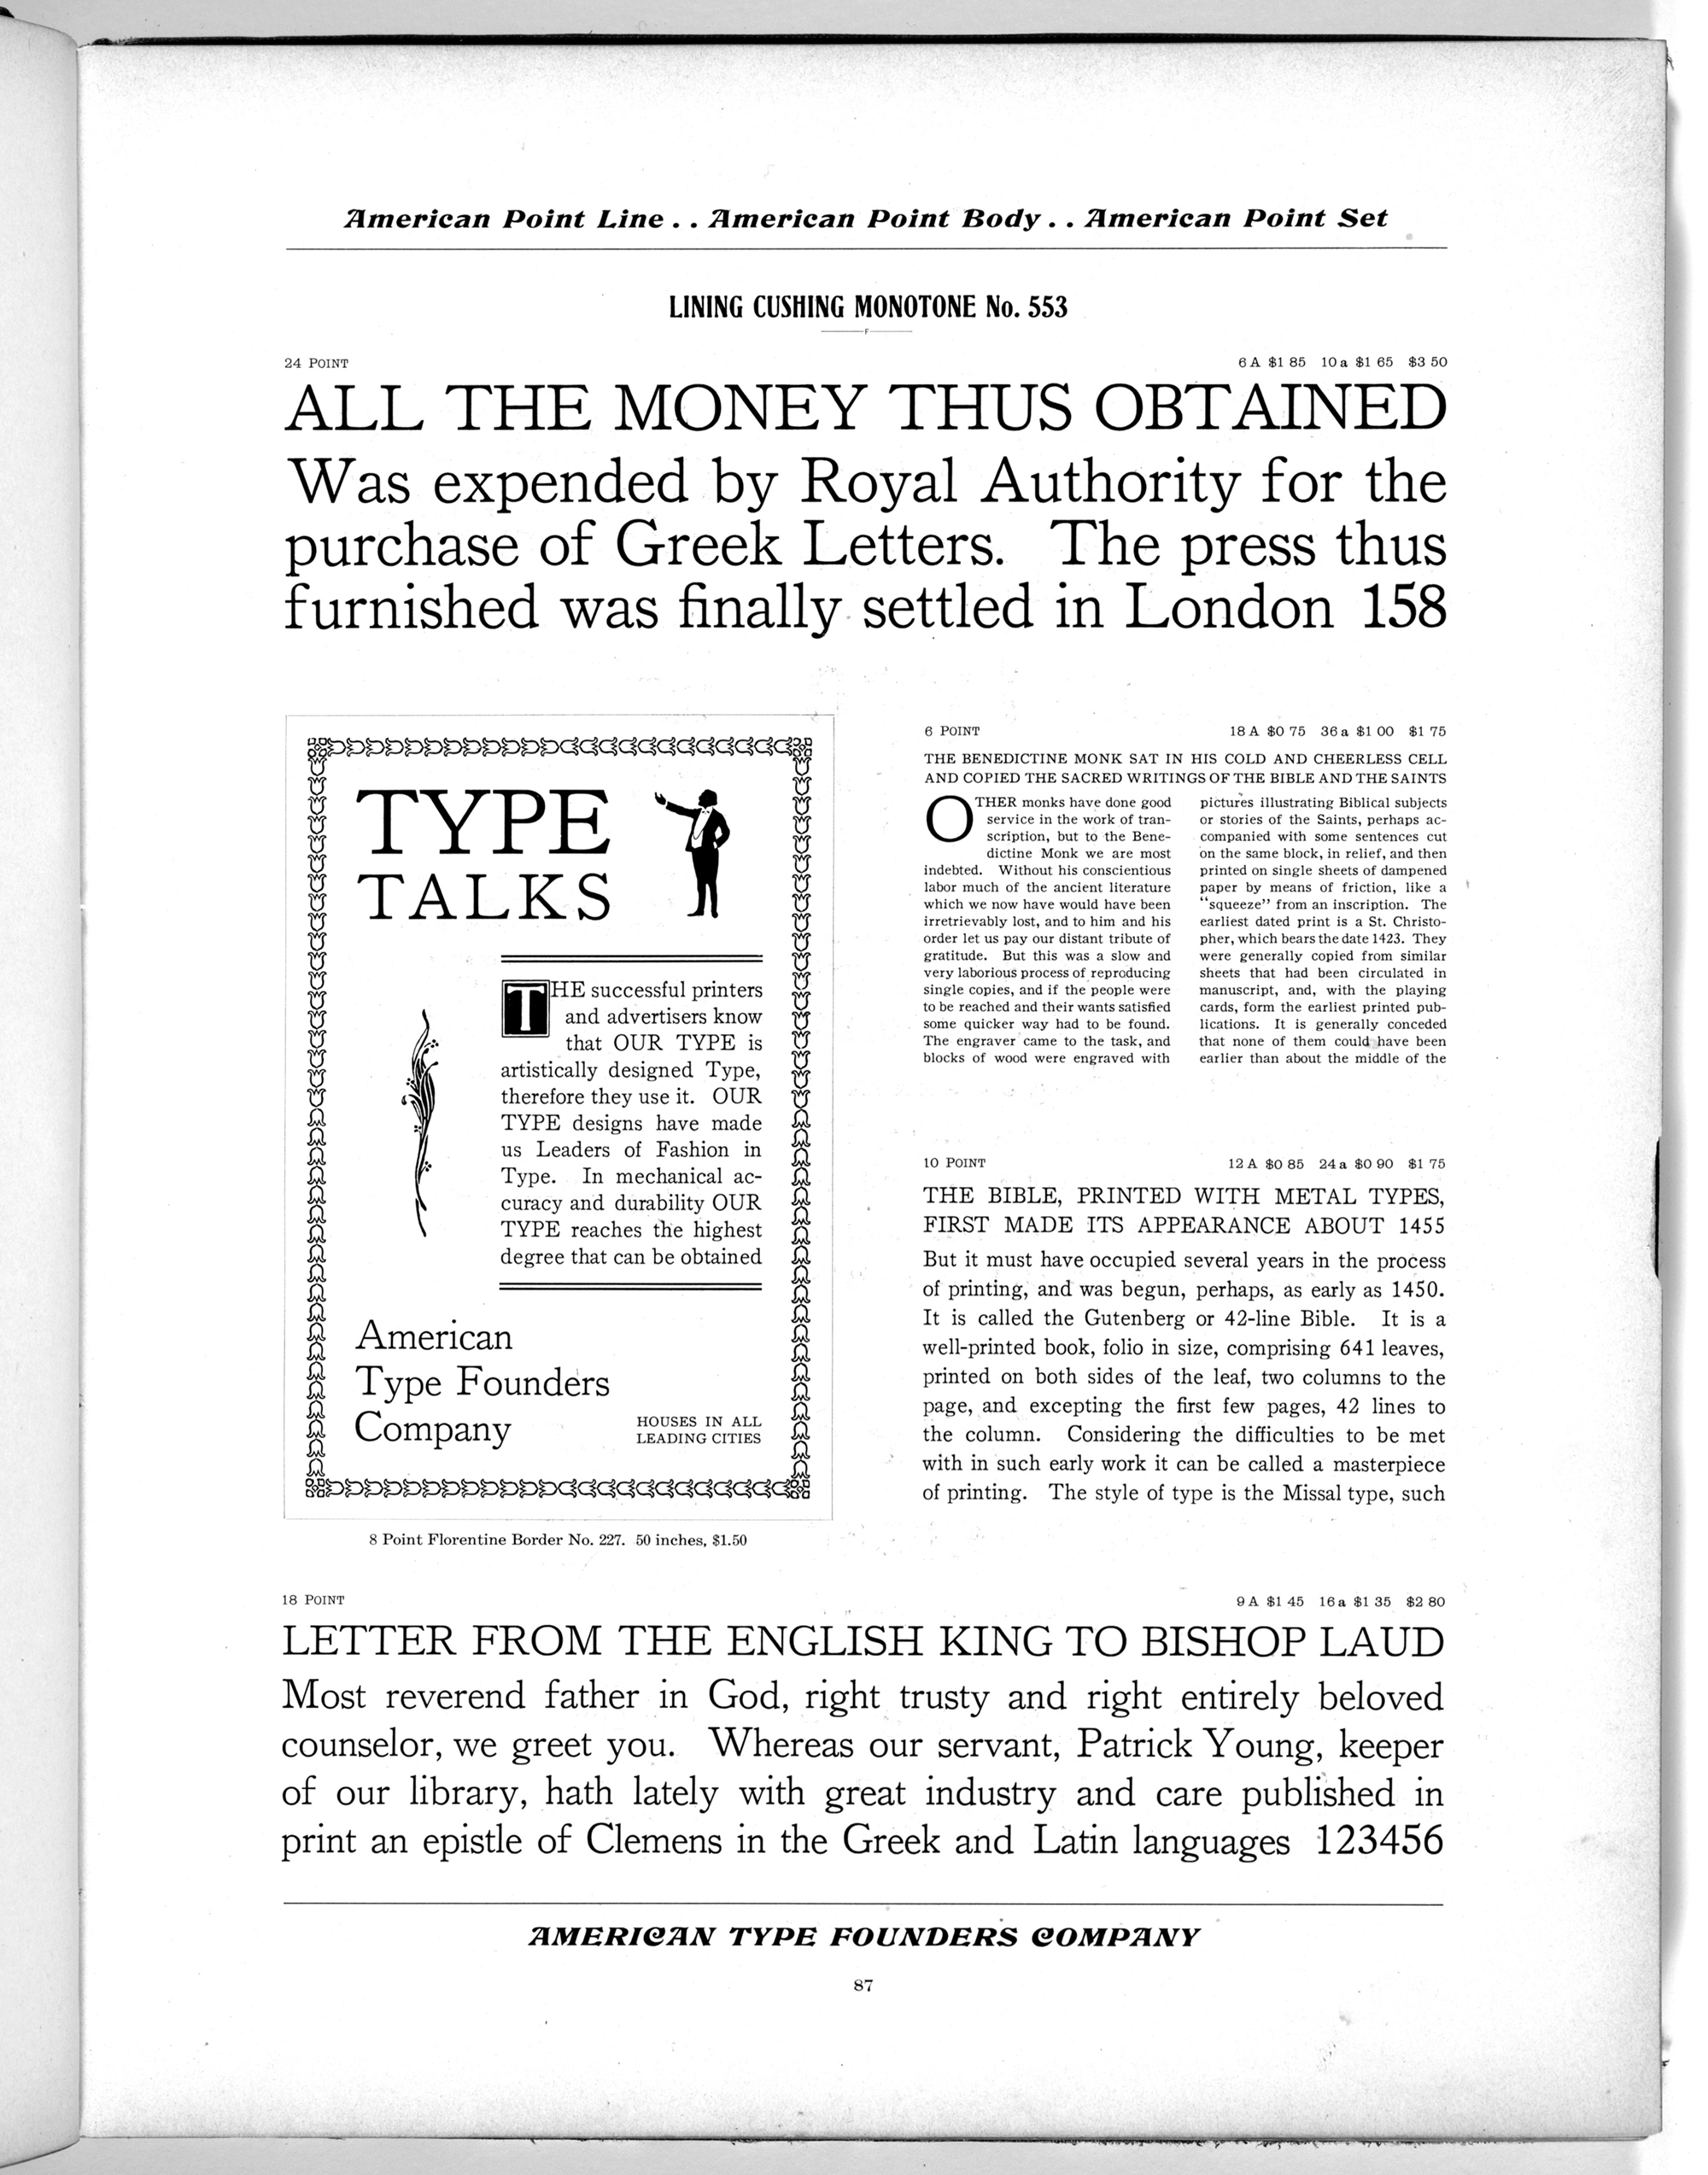 American Point Line . . American Point Body . . American Point Set
LINING CUSHING MONOTONE No. 553
F
24 POINT
6 A $1 85 10 a $1 65 $3 50
ALL THE MONEY THUS OBTAINED
Was expended by Royal Authority for the
purchase of Greek Letters. The press thus
furnished was finally settled in London 158
TYPE
TALKS
THE successful printers
and advertisers know
that OUR TYPE is
artistically designed Type,
therefore they use it. OUR
TYPE designs have made
us Leaders of Fashion in
Type. In mechanical ac-
curacy and durability OUR
TYPE reaches the highest
degree that can be obtained
American
Type Founders
Company
HOUSES IN ALL
LEADING CITIES
8 Point Florentine Border No. 227. 50 inches, $1.50
6 POINT
18 A $0 75 36 a $1 00 $1 75
THE BENEDICTINE MONK SAT IN HIS COLD AND CHEERLESS CELL
AND COPIED THE SACRED WRITINGS OF THE BIBLE AND THE SAINTS
OTHER monks have done good
service in the work of tran-
scription, but to the Bene-
dictine Monk we are most
indebted. Without his conscientious
labor much of the ancient literature
which we now have would have been
irretrievably lost, and to him and his
order let us pay our distant tribute of
gratitude. But this was a slow and
very laborious process of reproducing
single copies, and if the people were
to be reached and their wants satisfied
some quicker way had to be found.
The engraver came to the task, and
blocks of wood were engraved with
pictures illustrating Biblical subjects
or stories of the Saints, perhaps ac-
companied with some sentences cut
on the same block, in relief, and then
printed on single sheets of dampened
paper by means of friction, like a
"squeeze" from an inscription. The
earliest dated print is a St. Christo-
pher, which bears the date 1423. They
were generally copied from similar
sheets that had been circulated in
manuscript, and, with the playing
cards, form the earliest printed pub-
lications. It is generally conceded
that none of them could have been
earlier than about the middle of the
10 POINT
12 A $0 85 24 a $0 90 $1 75
THE BIBLE, PRINTED WITH METAL TYPES,
FIRST MADE ITS APPEARANCE ABOUT 1455
But it must have occupied several years in the process
of printing, and was begun, perhaps, as early as 1450.
It is called the Gutenberg or 42-line Bible. It is a
well-printed book, folio in size, comprising 641 leaves,
printed on both sides of the leaf, two columns to the
page, and excepting the first few pages, 42 lines to
the column. Considering the difficulties to be met
with in such early work it can be called a masterpiece
of printing. The style of type is the Missal type, such
18 POINT
9 A $1 45 16 a $1 35 $2 80
LETTER FROM THE ENGLISH KING TO BISHOP LAUD
Most reverend father in God, right trusty and right entirely beloved
counselor, we greet you. Whereas our servant, Patrick Young, keeper
of our library, hath lately with great industry and care published in
print an epistle of Clemens in the Greek and Latin languages 123456
AMERICAN TYPE FOUNDERS COMPANY
87